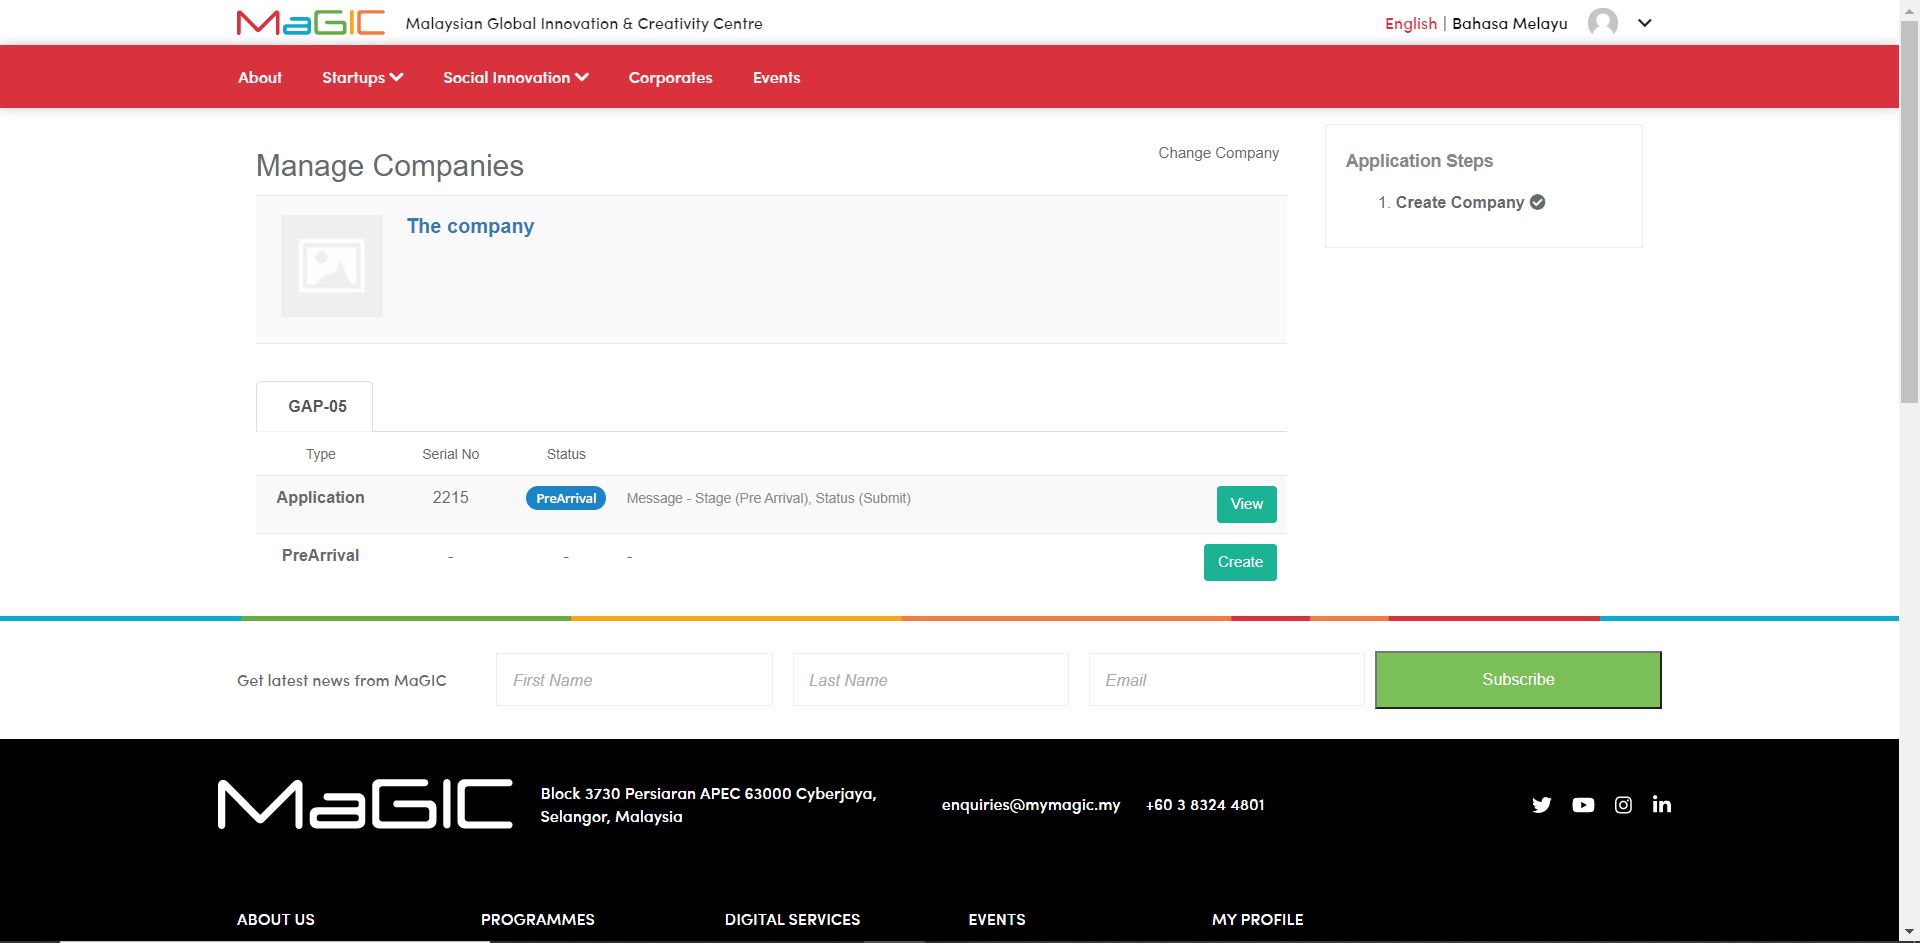 MaGIC Malaysian Global Innovation & Creativity Centre English | Bahasa Melayu
About Startups Social Innovation Corporates Events
Manage Companies
Change Company
The company
GAP-05
Type Serial No Status
Application 2215 PreArrival Message - Stage (Pre Arrival), Status (Submit) View
PreArrival - - - Create
Application Steps
1. Create Company
Get latest news from MaGIC First Name Last Name Email Subscribe
MaGIC
Block 3730 Persiaran APEC 63000 Cyberjaya,
Selangor, Malaysia
enquiries@mymagic.my +60 3 8324 4801
ABOUT US PROGRAMMES DIGITAL SERVICES EVENTS MY PROFILE